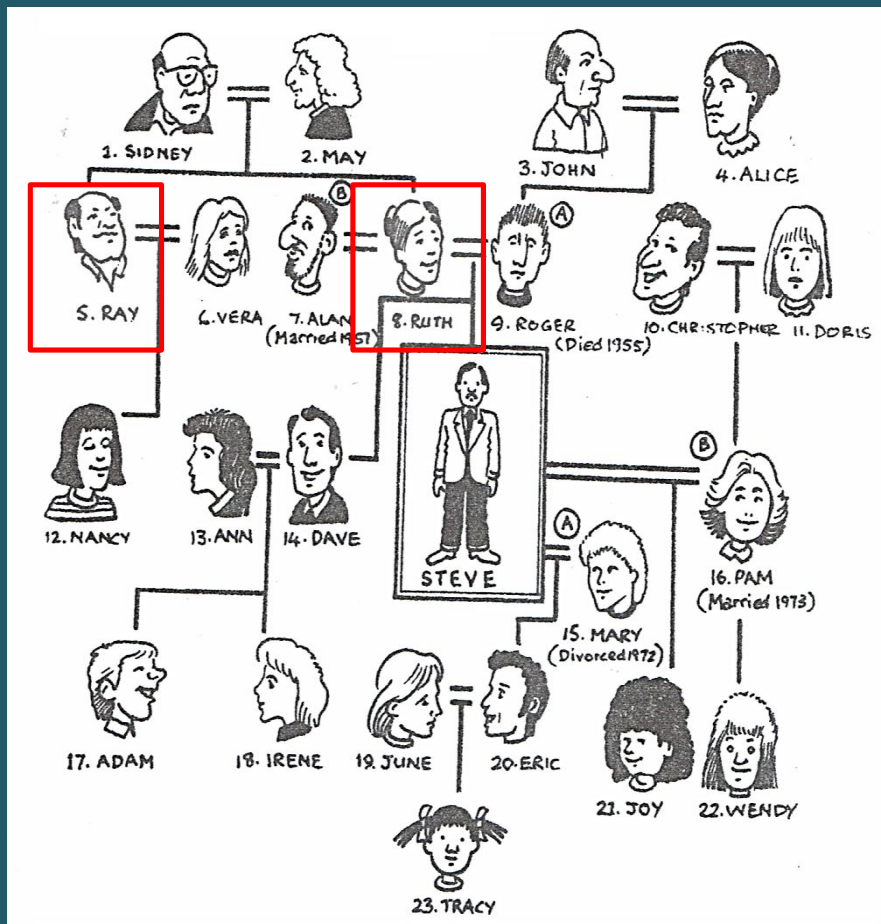 1. SIDNEY
2. MAY
3. JOHN
4. ALICE
B
A
5. RAY
6. VERA
7. ALAN
(Married 1957)
8. RUTH
9. ROGER
(Died 1955)
10. CHRISTOPHER
11. DORIS
B
12. NANCY
13. ANN
14. DAVE
STEVE
A
15. MARY
(Divorced 1972)
16. PAM
(Married 1973)
17. ADAM
18. IRENE
19. JUNE
20. ERIC
21. JOY
22. WENDY
23. TRACY